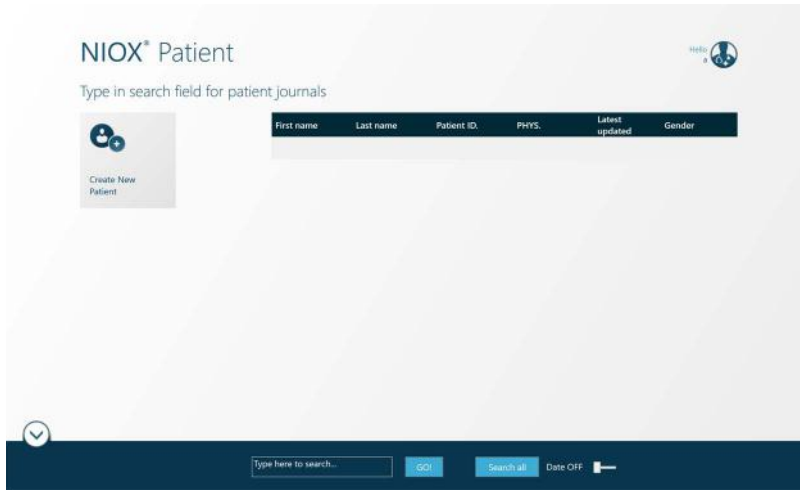 NIOX® Patient
Hello
a
Type in search field for patient journals
First name Last name Patient ID. PHYS. Latest updated Gender
Create New
Patient
Type here to search... GO! Search all Date OFF